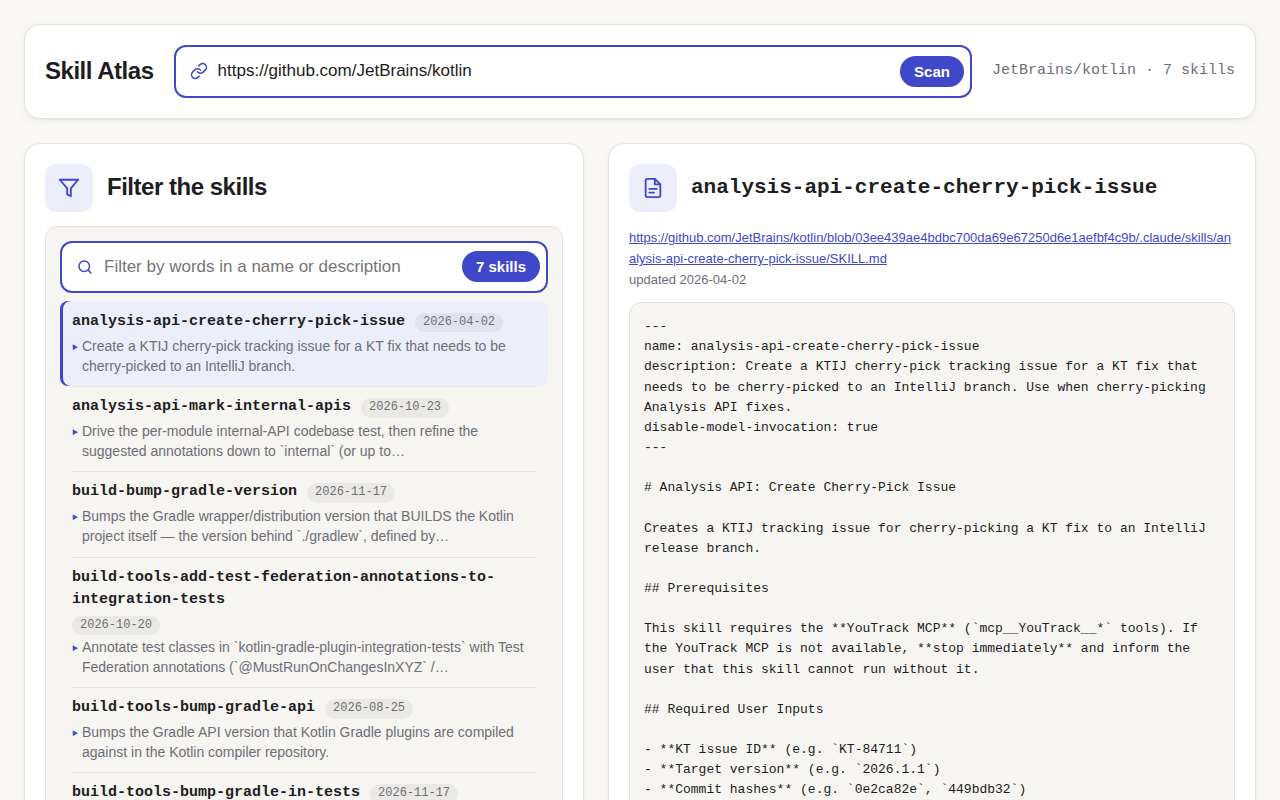 Skill Atlas
https://github.com/JetBrains/kotlin
Scan
JetBrains/kotlin · 7 skills
Filter the skills
Filter by words in a name or description
7 skills
analysis-api-create-cherry-pick-issue 2026-04-02
▸ Create a KTIJ cherry-pick tracking issue for a KT fix that needs to be
cherry-picked to an IntelliJ branch.
analysis-api-mark-internal-apis 2026-10-23
▸ Drive the per-module internal-API codebase test, then refine the
suggested annotations down to `internal` (or up to…
build-bump-gradle-version 2026-11-17
▸ Bumps the Gradle wrapper/distribution version that BUILDS the Kotlin
project itself — the version behind `./gradlew`, defined by…
build-tools-add-test-federation-annotations-to-
integration-tests
2026-10-20
▸ Annotate test classes in `kotlin-gradle-plugin-integration-tests` with Test
Federation annotations (`@MustRunOnChangesInXYZ` /…
build-tools-bump-gradle-api 2026-08-25
▸ Bumps the Gradle API version that Kotlin Gradle plugins are compiled
against in the Kotlin compiler repository.
build-tools-bump-gradle-in-tests 2026-11-17
analysis-api-create-cherry-pick-issue
https://github.com/JetBrains/kotlin/blob/03ee439ae4bdbc700da69e67250d6e1aefbf4c9b/.claude/skills/an
alysis-api-create-cherry-pick-issue/SKILL.md
updated 2026-04-02
---
name: analysis-api-create-cherry-pick-issue
description: Create a KTIJ cherry-pick tracking issue for a KT fix that
needs to be cherry-picked to an IntelliJ branch. Use when cherry-picking
Analysis API fixes.
disable-model-invocation: true
---
# Analysis API: Create Cherry-Pick Issue
Creates a KTIJ tracking issue for cherry-picking a KT fix to an IntelliJ
release branch.
## Prerequisites
This skill requires the **YouTrack MCP** (`mcp__YouTrack__*` tools). If
the YouTrack MCP is not available, **stop immediately** and inform the
user that this skill cannot run without it.
## Required User Inputs
- **KT issue ID** (e.g. `KT-84711`)
- **Target version** (e.g. `2026.1.1`)
- **Commit hashes** (e.g. `0e2ca82e`, `449bdb32`)